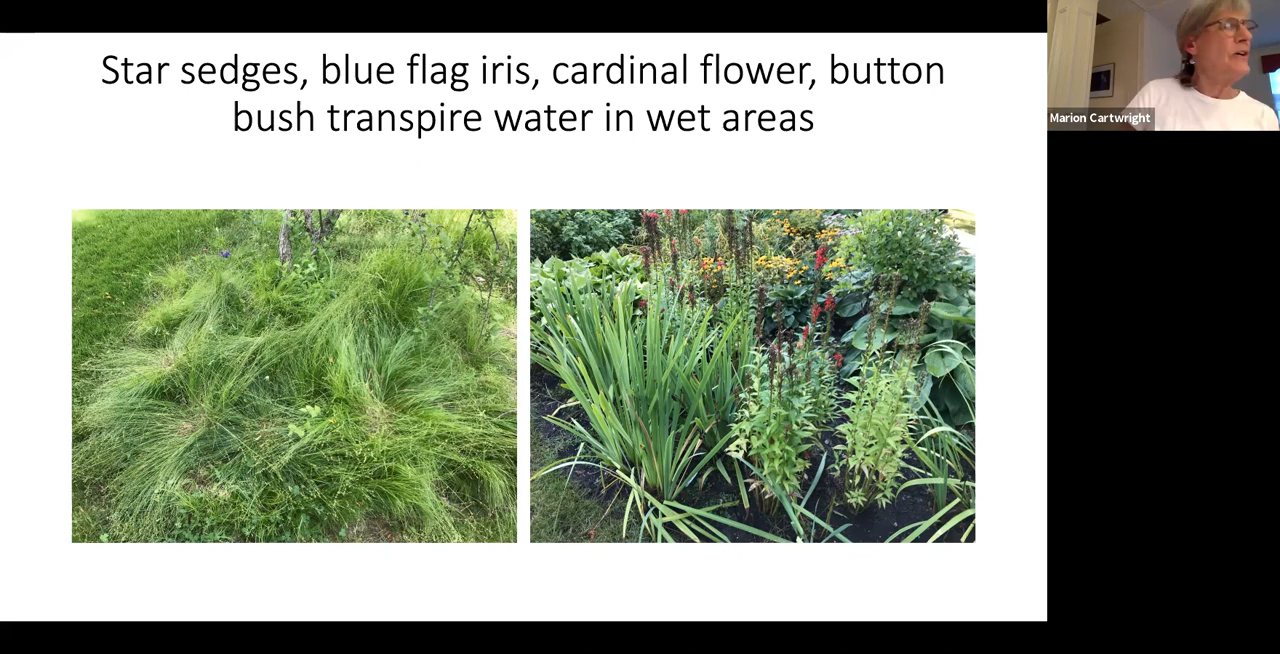 Star sedges, blue flag iris, cardinal flower, button
bush transpire water in wet areas
Marion Cartwright